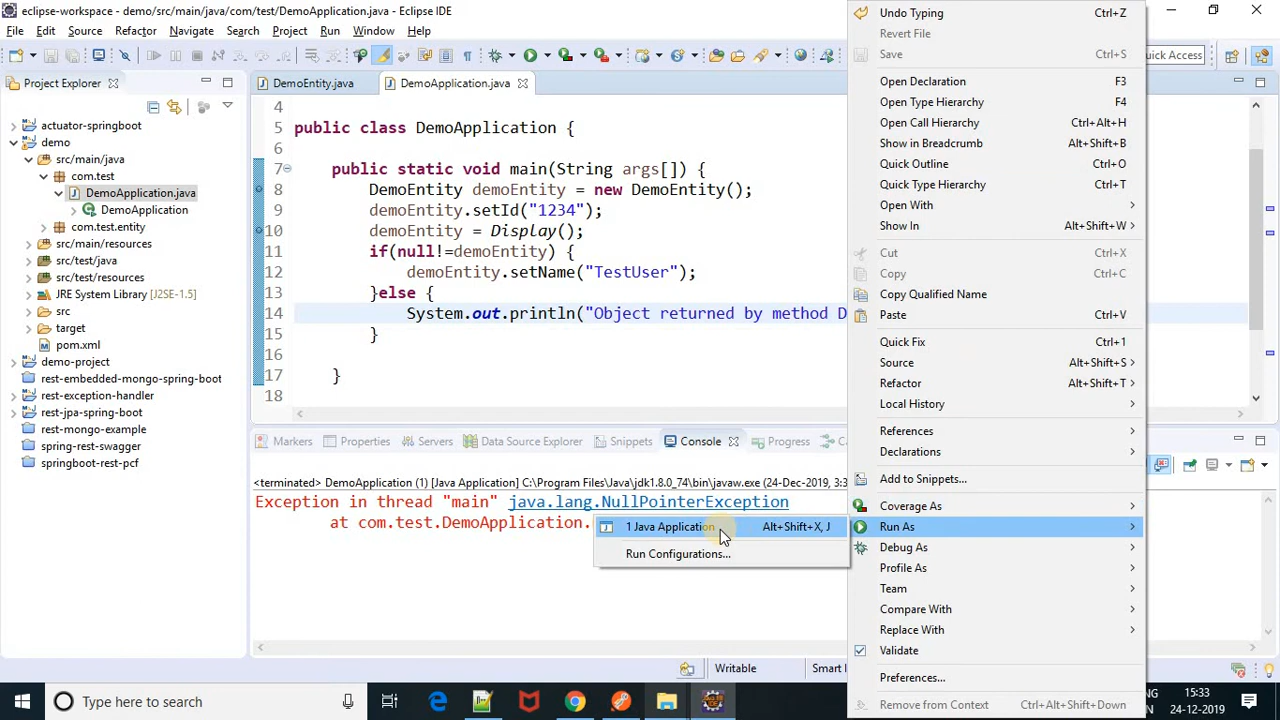 eclipse-workspace - demo/src/main/java/com/test/DemoApplication.java - Eclipse IDE
File Edit Source Refactor Navigate Search Project Run Window Help
Quick Access
Project Explorer
actuator-springboot
demo
src/main/java
com.test
DemoApplication.java
DemoApplication
com.test.entity
src/main/resources
src/test/java
src/test/resources
JRE System Library [J2SE-1.5]
src
target
pom.xml
demo-project
rest-embedded-mongo-spring-boot
rest-exception-handler
rest-jpa-spring-boot
rest-mongo-example
spring-rest-swagger
springboot-rest-pcf
DemoEntity.java DemoApplication.java
4
5 public class DemoApplication {
6
7 public static void main(String args[]) {
8 DemoEntity demoEntity = new DemoEntity();
9 demoEntity.setId("1234");
10 demoEntity = Display();
11 if(null!=demoEntity) {
12 demoEntity.setName("TestUser");
13 }else {
14 System.out.println("Object returned by method D
15 }
16
17 }
18
Markers Properties Servers Data Source Explorer Snippets Console Progress
<terminated> DemoApplication (1) [Java Application] C:\Program Files\Java\jdk1.8.0_74\bin\javaw.exe (24-Dec-2019, 3:3
Exception in thread "main" java.lang.NullPointerException
at com.test.DemoApplication.
1 Java Application Alt+Shift+X, J
Run Configurations...
Undo Typing Ctrl+Z
Revert File
Save Ctrl+S
Open Declaration F3
Open Type Hierarchy F4
Open Call Hierarchy Ctrl+Alt+H
Show in Breadcrumb Alt+Shift+B
Quick Outline Ctrl+O
Quick Type Hierarchy Ctrl+T
Open With
Show In Alt+Shift+W
Cut Ctrl+X
Copy Ctrl+C
Copy Qualified Name
Paste Ctrl+V
Quick Fix Ctrl+1
Source Alt+Shift+S
Refactor Alt+Shift+T
Local History
References
Declarations
Add to Snippets...
Coverage As
Run As
Debug As
Profile As
Team
Compare With
Replace With
Validate
Preferences...
Remove from Context Ctrl+Alt+Shift+Down
Writable Smart I
Type here to search
15:33
24-12-2019